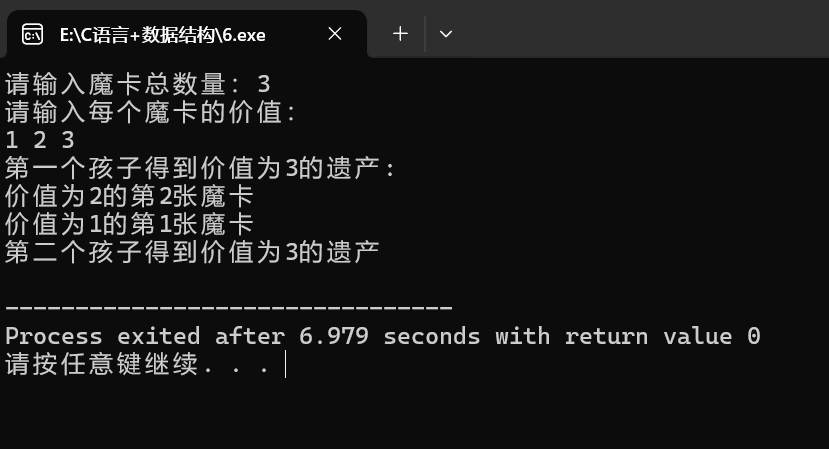 E:\C语言+数据结构\6.exe
请输入魔卡总数量: 3
请输入每个魔卡的价值:
1 2 3
第一个孩子得到价值为3的遗产:
价值为2的第2张魔卡
价值为1的第1张魔卡
第二个孩子得到价值为3的遗产
--------------------------------
Process exited after 6.979 seconds with return value 0
请按任意键继续. . .